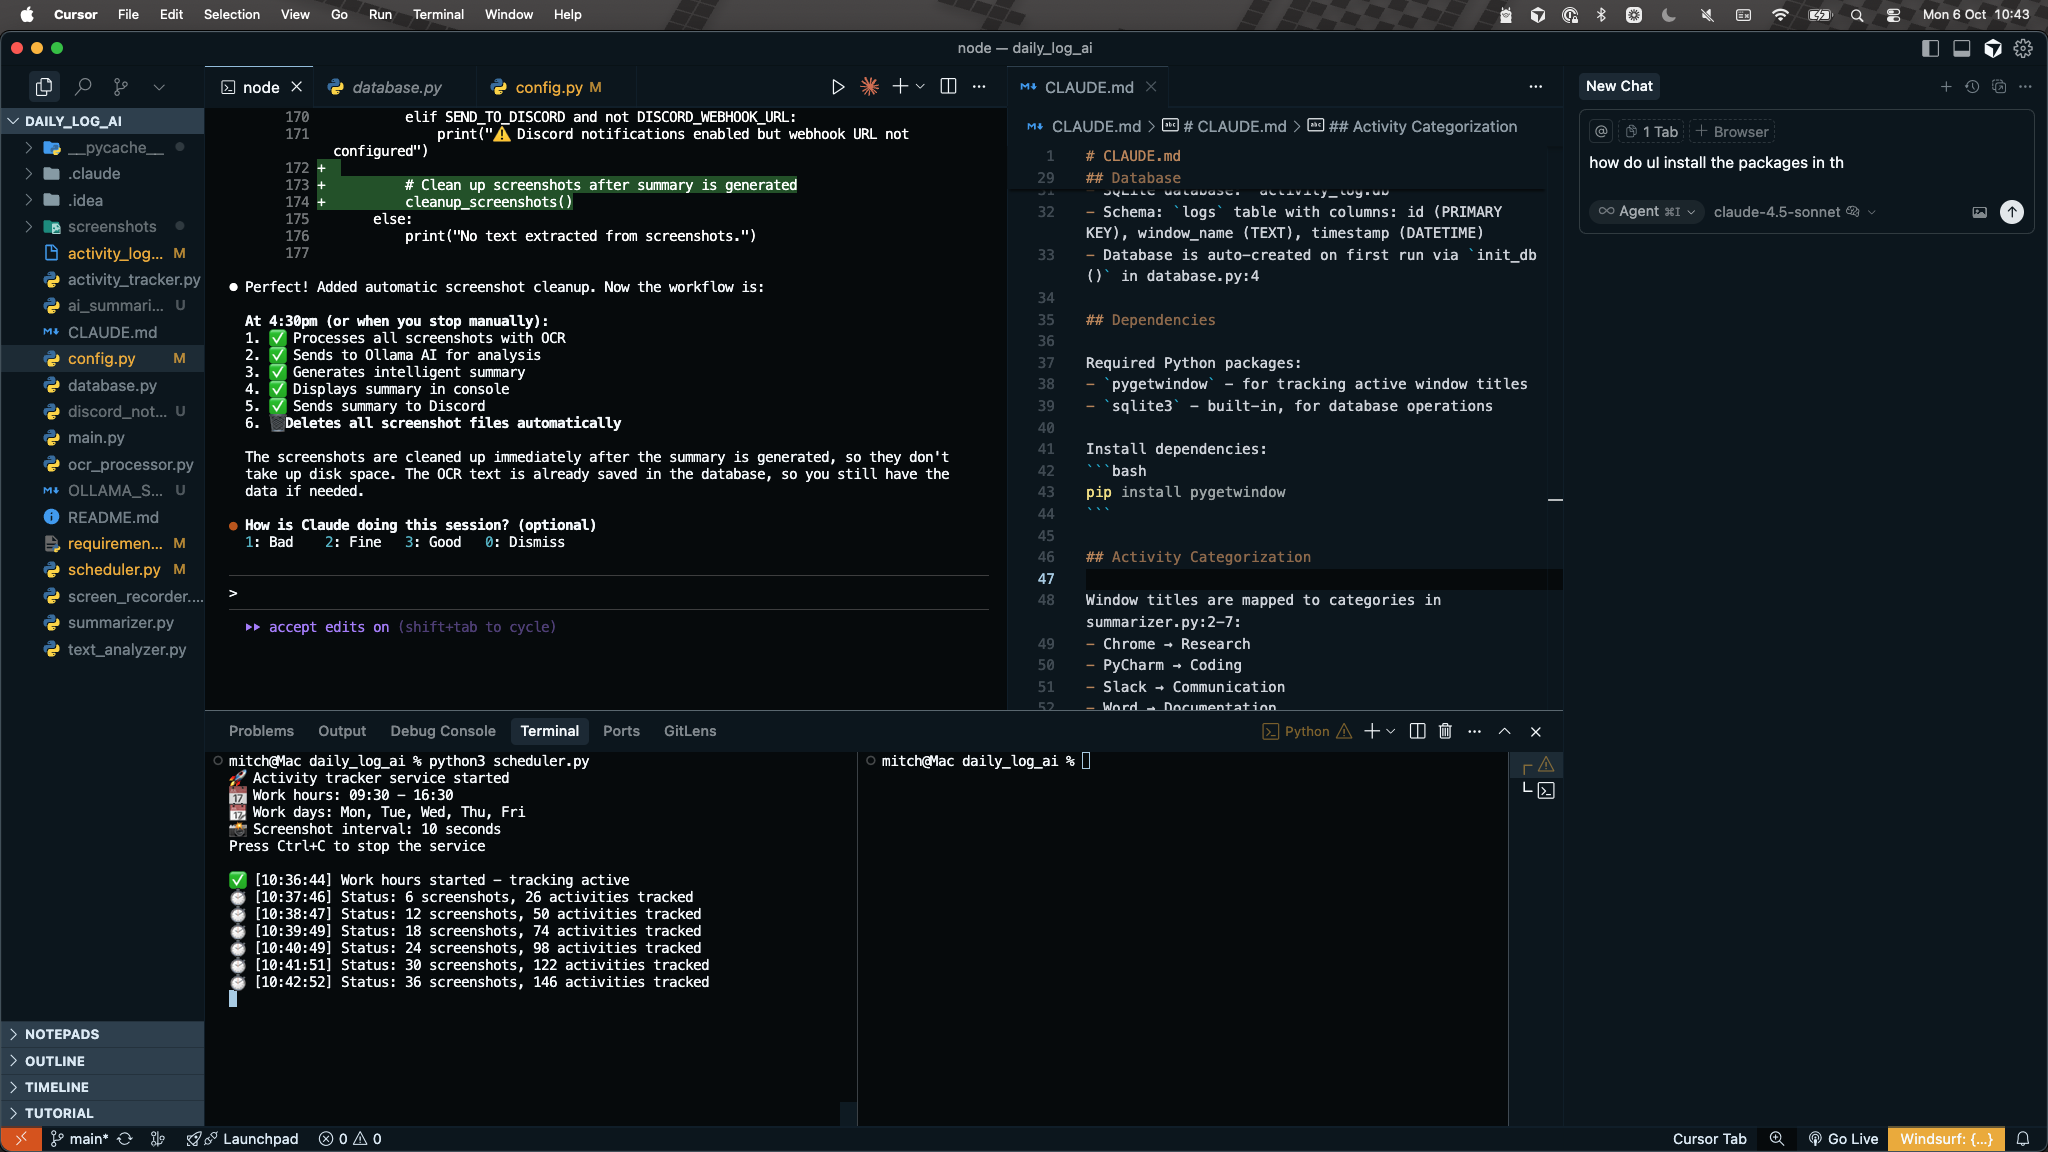 Cursor File Edit Selection View Go Run Terminal Window Help
Mon 6 Oct 10:43
node — daily_log_ai
DAILY_LOG_AI
__pycache__
.claude
.idea
screenshots
activity_log... M
activity_tracker.py
ai_summari... U
CLAUDE.md
config.py M
database.py
discord_not... U
main.py
ocr_processor.py
OLLAMA_S... U
README.md
requiremen... M
scheduler.py M
screen_recorder....
summarizer.py
text_analyzer.py
NOTEPADS
OUTLINE
TIMELINE
TUTORIAL
node
database.py
config.py M
170 elif SEND_TO_DISCORD and not DISCORD_WEBHOOK_URL:
171 print("⚠️ Discord notifications enabled but webhook URL not
configured")
172 +
173 + # Clean up screenshots after summary is generated
174 + cleanup_screenshots()
175 else:
176 print("No text extracted from screenshots.")
177
Perfect! Added automatic screenshot cleanup. Now the workflow is:
At 4:30pm (or when you stop manually):
1. ✅ Processes all screenshots with OCR
2. ✅ Sends to Ollama AI for analysis
3. ✅ Generates intelligent summary
4. ✅ Displays summary in console
5. ✅ Sends summary to Discord
6. 🗑️Deletes all screenshot files automatically
The screenshots are cleaned up immediately after the summary is generated, so they don't
take up disk space. The OCR text is already saved in the database, so you still have the
data if needed.
How is Claude doing this session? (optional)
1: Bad 2: Fine 3: Good 0: Dismiss
>
accept edits on (shift+tab to cycle)
CLAUDE.md
CLAUDE.md > # CLAUDE.md > ## Activity Categorization
1 # CLAUDE.md
29 ## Database
31 - SQLite database: `activity_log.db`
32 - Schema: `logs` table with columns: id (PRIMARY
KEY), window_name (TEXT), timestamp (DATETIME)
33 - Database is auto-created on first run via `init_db
()` in database.py:4
34
35 ## Dependencies
36
37 Required Python packages:
38 - `pygetwindow` - for tracking active window titles
39 - `sqlite3` - built-in, for database operations
40
41 Install dependencies:
42 ```bash
43 pip install pygetwindow
44 ```
45
46 ## Activity Categorization
47
48 Window titles are mapped to categories in
summarizer.py:2-7:
49 - Chrome → Research
50 - PyCharm → Coding
51 - Slack → Communication
52 - Word → Documentation
New Chat
@ 1 Tab + Browser
how do uI install the packages in th
Agent ⌘I claude-4.5-sonnet
Problems Output Debug Console Terminal Ports GitLens
Python
mitch@Mac daily_log_ai % python3 scheduler.py
🚀 Activity tracker service started
📅 Work hours: 09:30 - 16:30
📆 Work days: Mon, Tue, Wed, Thu, Fri
📸 Screenshot interval: 10 seconds
Press Ctrl+C to stop the service
✅ [10:36:44] Work hours started - tracking active
⏱️ [10:37:46] Status: 6 screenshots, 26 activities tracked
⏱️ [10:38:47] Status: 12 screenshots, 50 activities tracked
⏱️ [10:39:49] Status: 18 screenshots, 74 activities tracked
⏱️ [10:40:49] Status: 24 screenshots, 98 activities tracked
⏱️ [10:41:51] Status: 30 screenshots, 122 activities tracked
⏱️ [10:42:52] Status: 36 screenshots, 146 activities tracked
mitch@Mac daily_log_ai %
main* Launchpad 0 0
Cursor Tab Go Live Windsurf: {...}